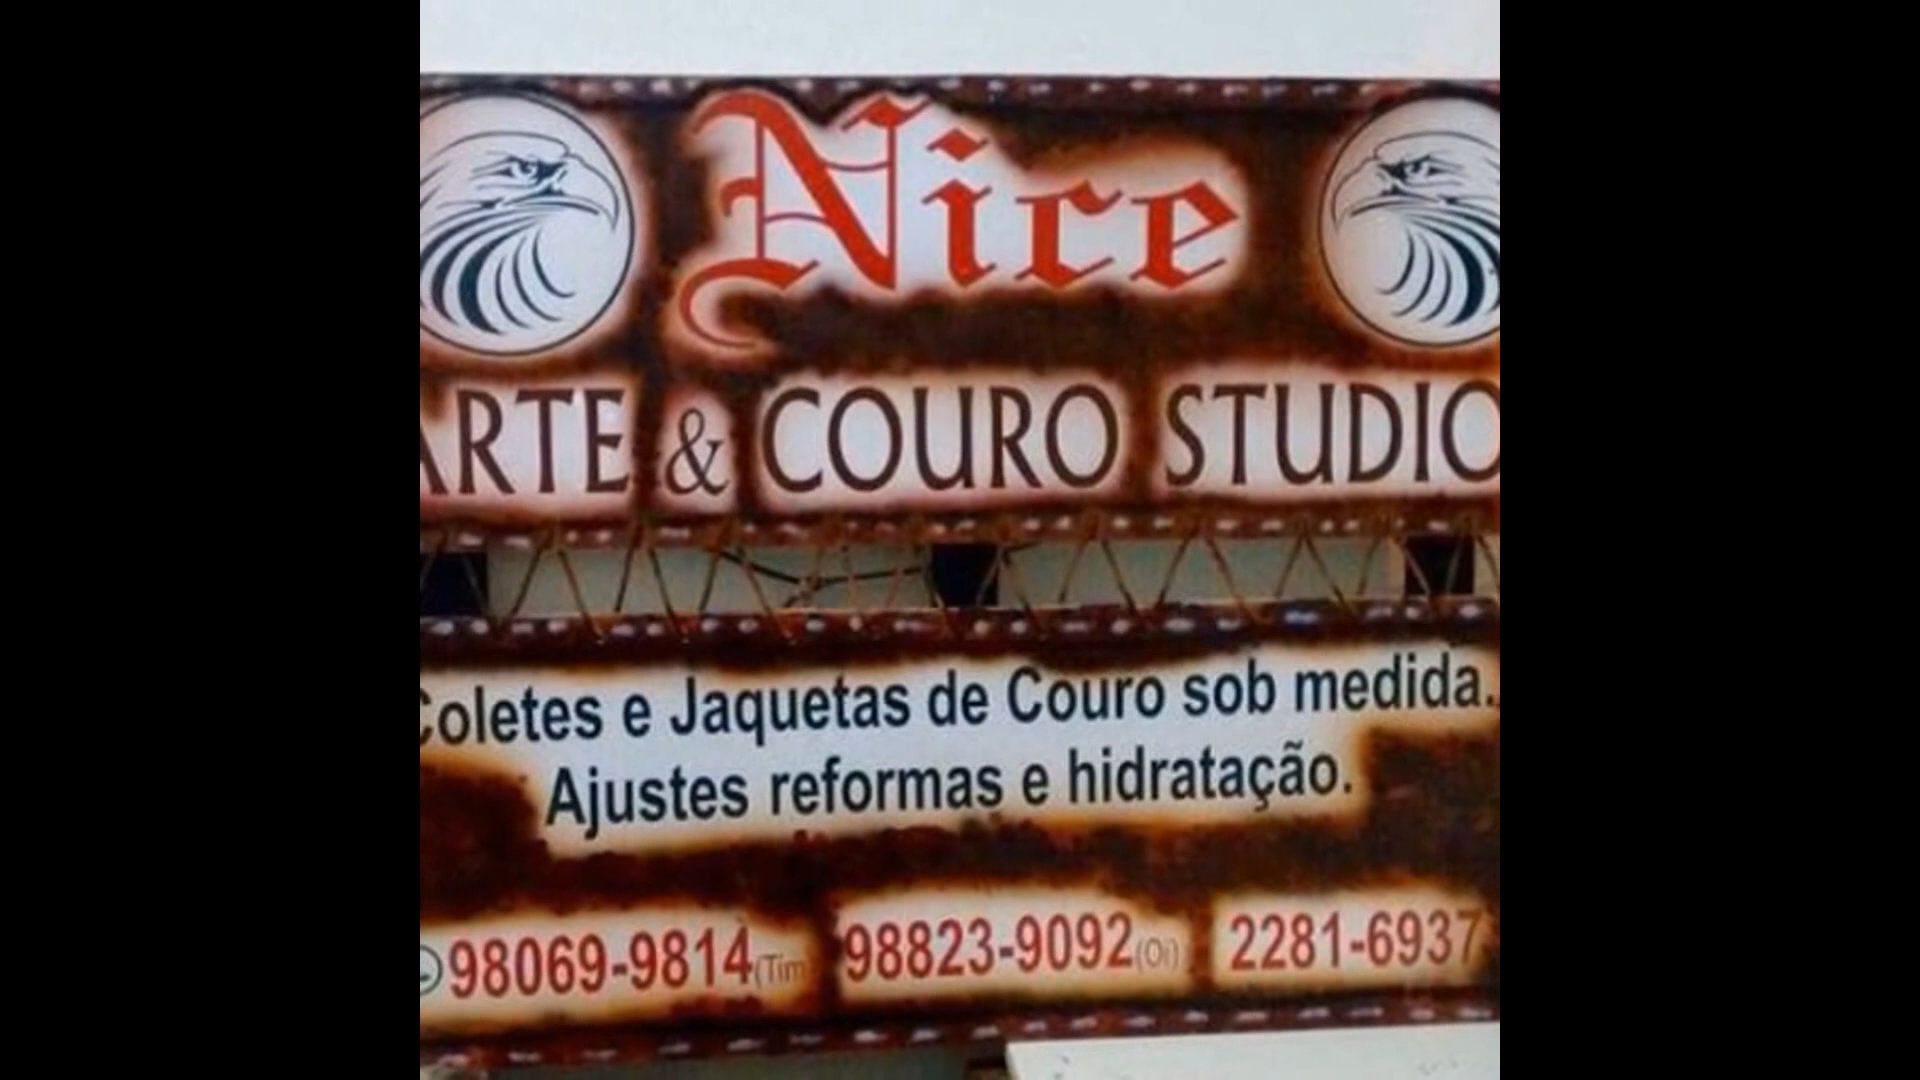 Nice
ARTE & COURO STUDIO
Coletes e Jaquetas de Couro sob medida.
Ajustes reformas e hidratação.
98069-9814(Tim 98823-9092(Oi) 2281-6937